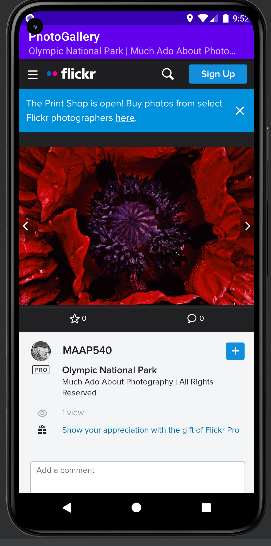 9:52
PhotoGallery
Olympic National Park | Much Ado About Photo...
flickr
Sign Up
The Print Shop is open! Buy photos from select
Flickr photographers here.
0
0
MAAP540
PRO
Olympic National Park
Much Ado About Photography | All Rights
Reserved
1 view
Show your appreciation with the gift of Flickr Pro
Add a comment